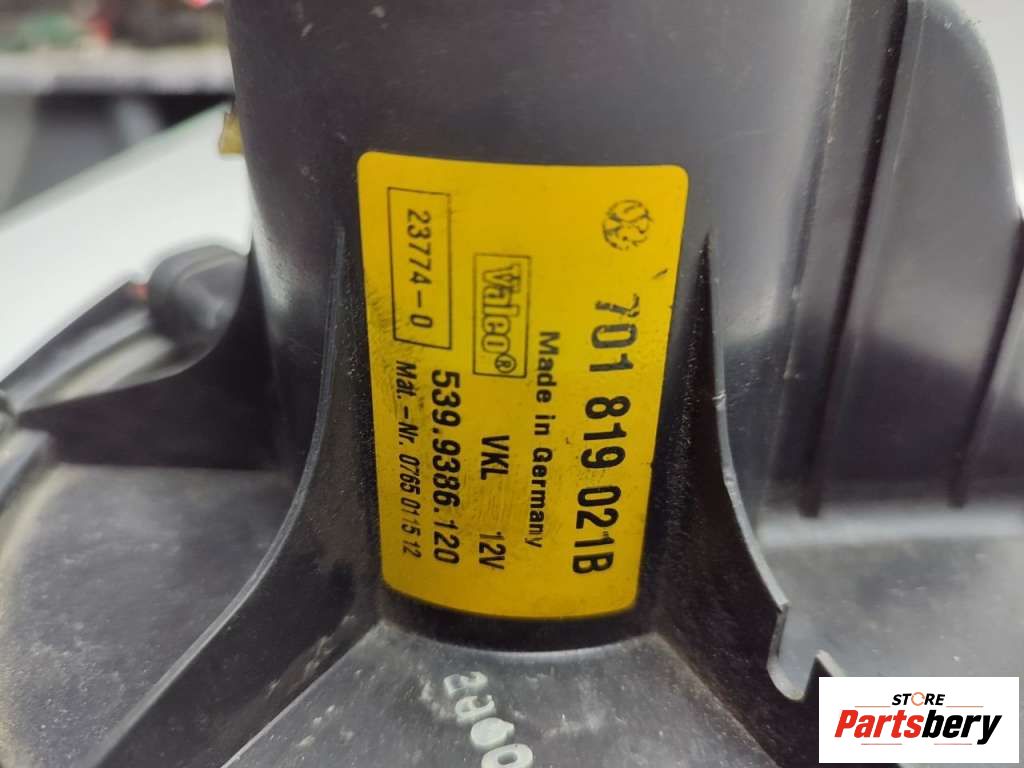 701 819 021B
Made in Germany
Valeo®
VKL 12V
539.9386.120
23774-0
Mat.-Nr. 0765 0115 12
STORE
Partsbery